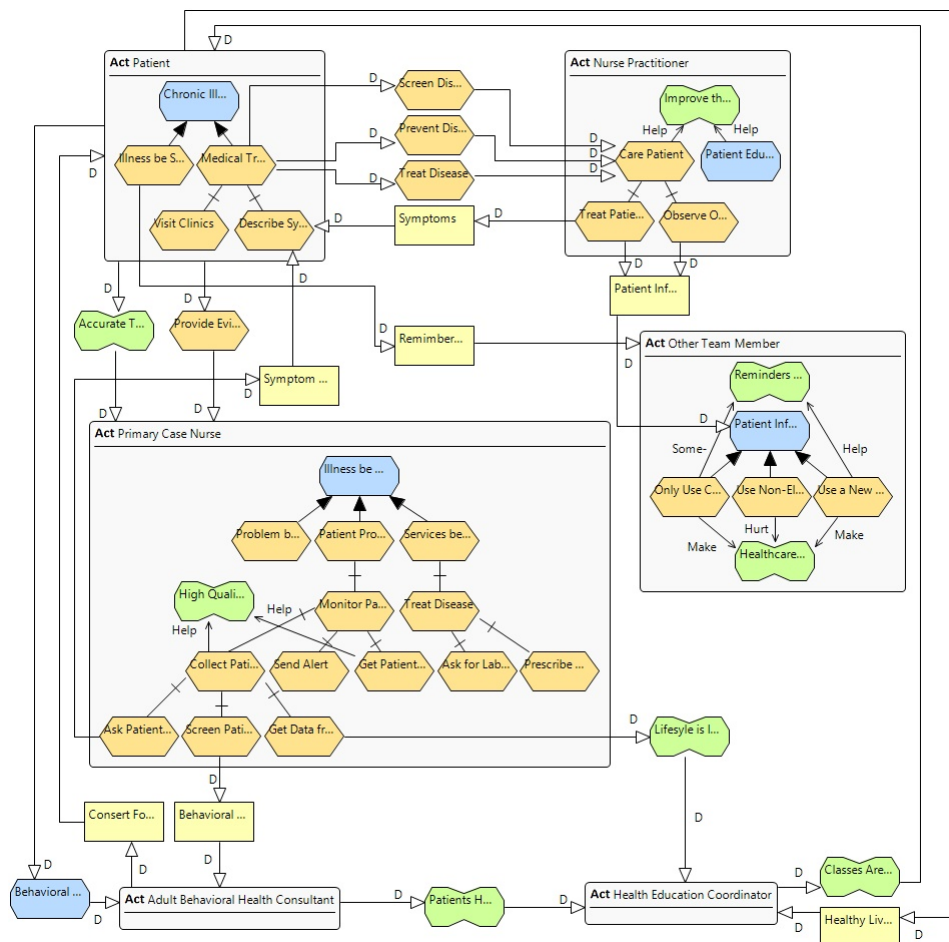 D
Act Patient
Chronic Ill...
Illness be S...
Medical Tr...
Visit Clinics
Describe Sy...
D
Screen Dis...
D
Prevent Dis...
D
Treat Disease
D
Symptoms
D
Act Nurse Practitioner
Improve th...
Help
Help
D
D
D
Care Patient
Patient Edu...
Treat Patie...
Observe O...
D
D
Patient Inf...
D
D
D
Accurate T...
Provide Evi...
D
D
D
Symptom ...
D
D
Remimber...
D
Act Other Team Member
Reminders ...
D
Patient Inf...
Some-
Help
Only Use C...
Use Non-El...
Use a New ...
Make
Hurt
Make
Healthcare...
Act Primary Case Nurse
Illness be ...
Problem b...
Patient Pro...
Services be...
High Quali...
Help
Help
Monitor Pa...
Treat Disease
Collect Pati...
Send Alert
Get Patient...
Ask for Lab...
Prescribe ...
Ask Patient...
Screen Pati...
Get Data fr...
D
Lifesyle is I...
D
D
Consert Fo...
Behavioral ...
D
D
D
Behavioral ...
D
Act Adult Behavioral Health Consultant
D
Patients H...
D
Act Health Education Coordinator
D
Classes Are...
D
Healthy Liv...
D